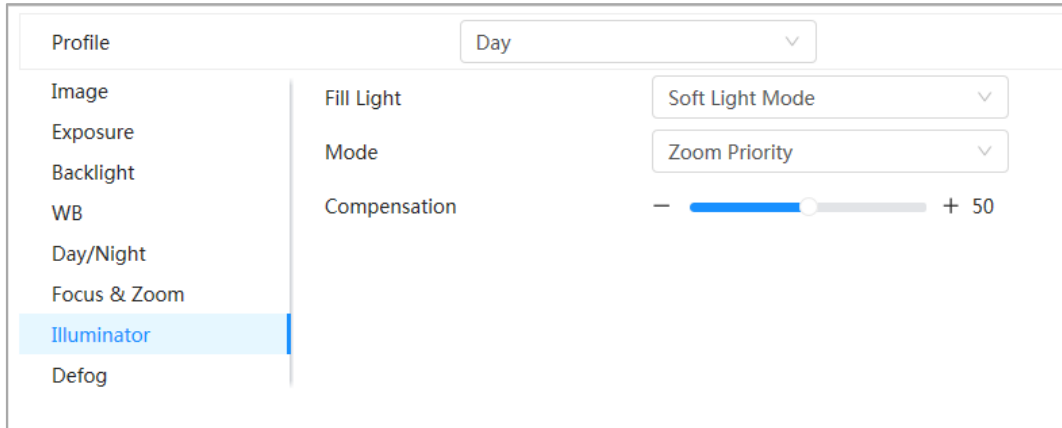 Profile Day
Image
Fill Light Soft Light Mode
Exposure
Mode Zoom Priority
Backlight
WB
Compensation − + 50
Day/Night
Focus & Zoom
Illuminator
Defog